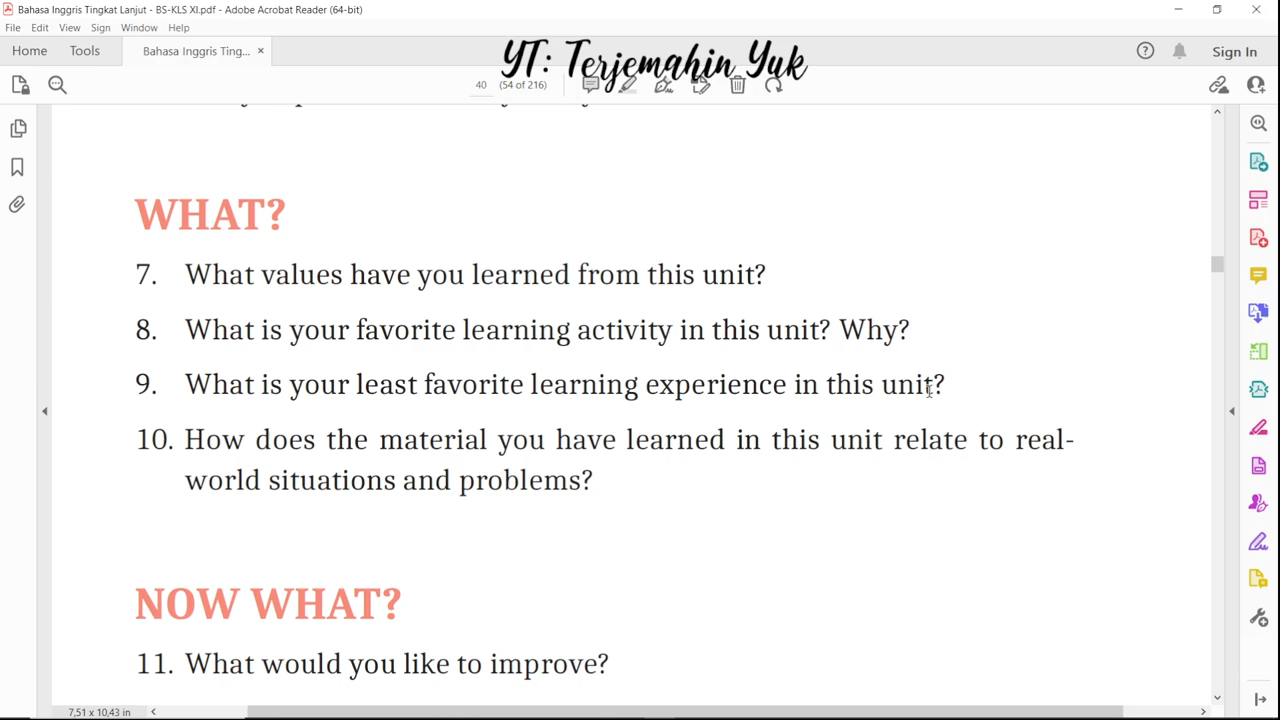 Bahasa Inggris Tingkat Lanjut - BS-KLS XI.pdf - Adobe Acrobat Reader (64-bit)
File Edit View Sign Window Help
Home Tools Bahasa Inggris Ting... × Sign In
YT: Terjemahin Yuk
40 (54 of 216)
WHAT?
7. What values have you learned from this unit?
8. What is your favorite learning activity in this unit? Why?
9. What is your least favorite learning experience in this unit?
10. How does the material you have learned in this unit relate to real-
world situations and problems?
NOW WHAT?
11. What would you like to improve?
7,51 x 10,43 in